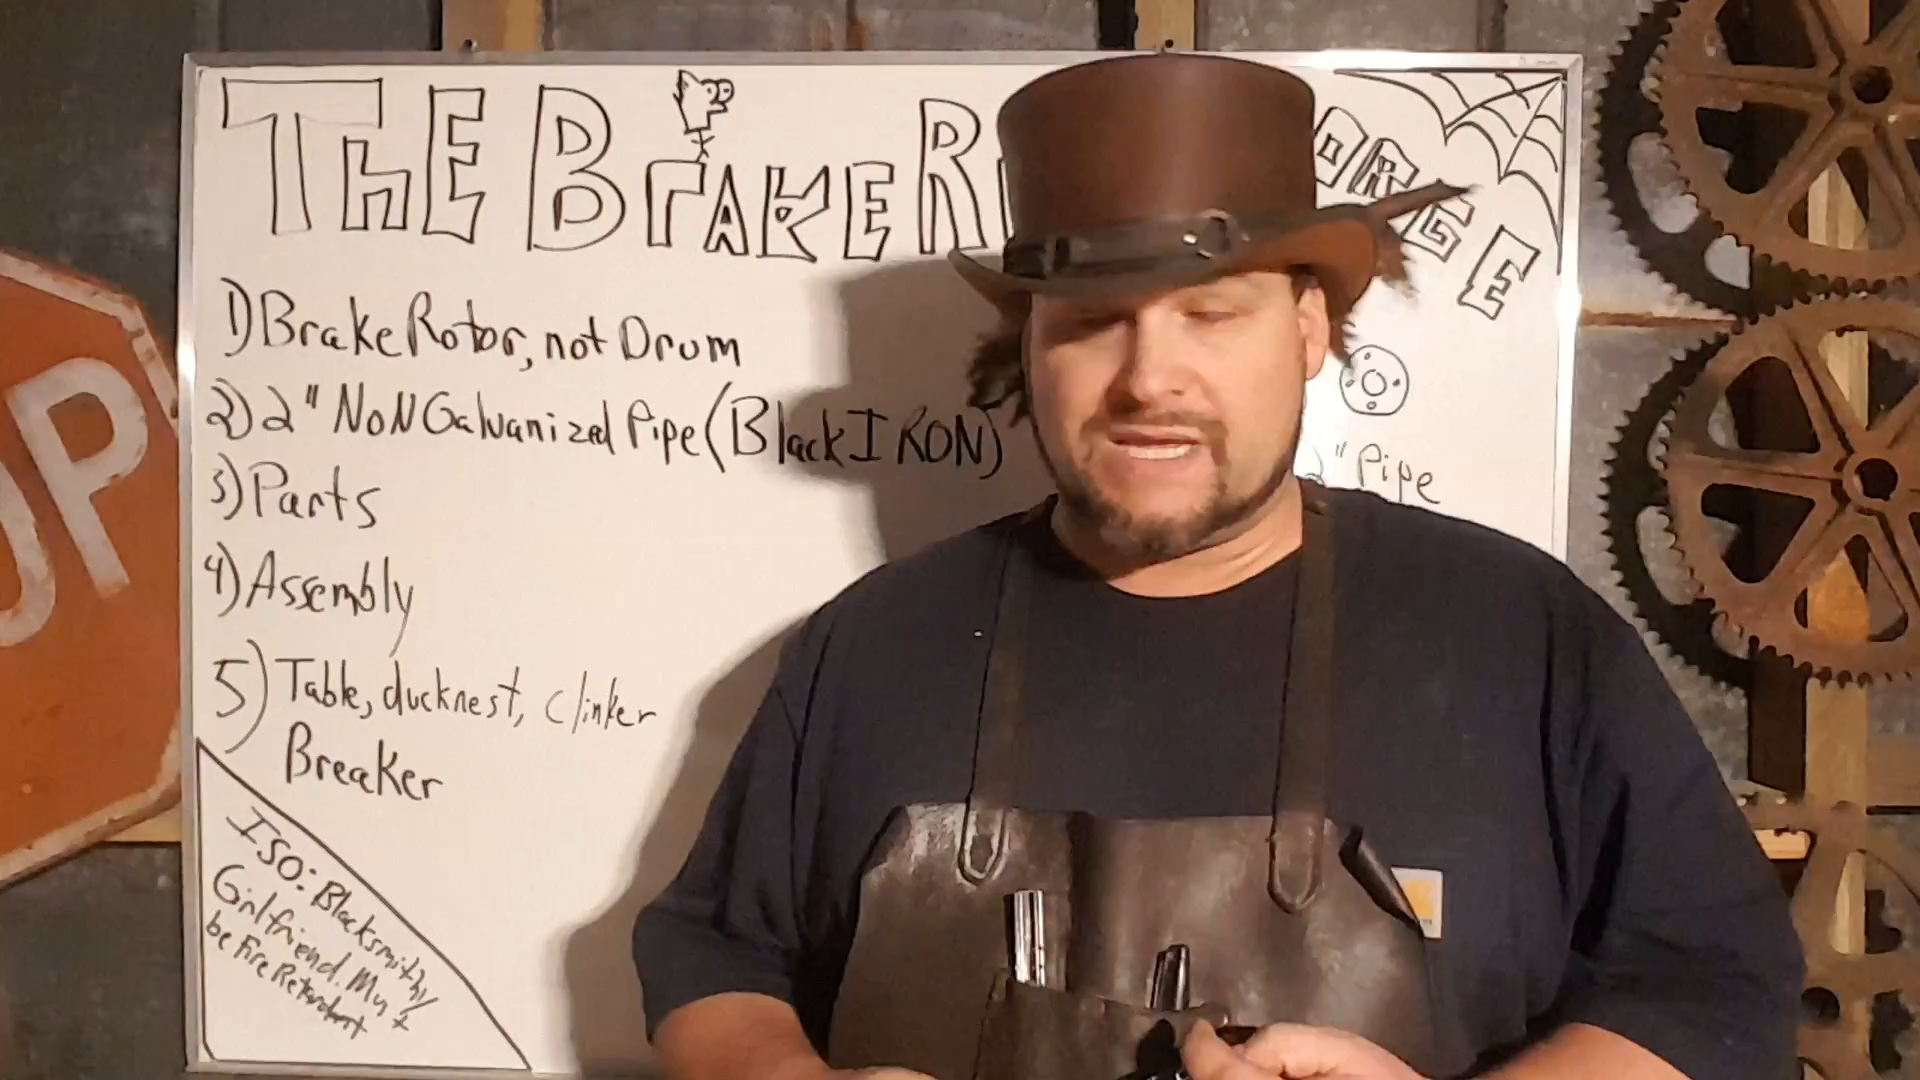 THE BRAKE R ORGE
1) Brake Rotor, not Drum
2) 2" NoN Galvanized Pipe (Black IRON)
3) Parts
4) Assembly
5) Table, ducknest, clinker
Breaker
2" Pipe
ISO: Blacksmithy
Girlfriend. Must
be Fire Retardant
OP